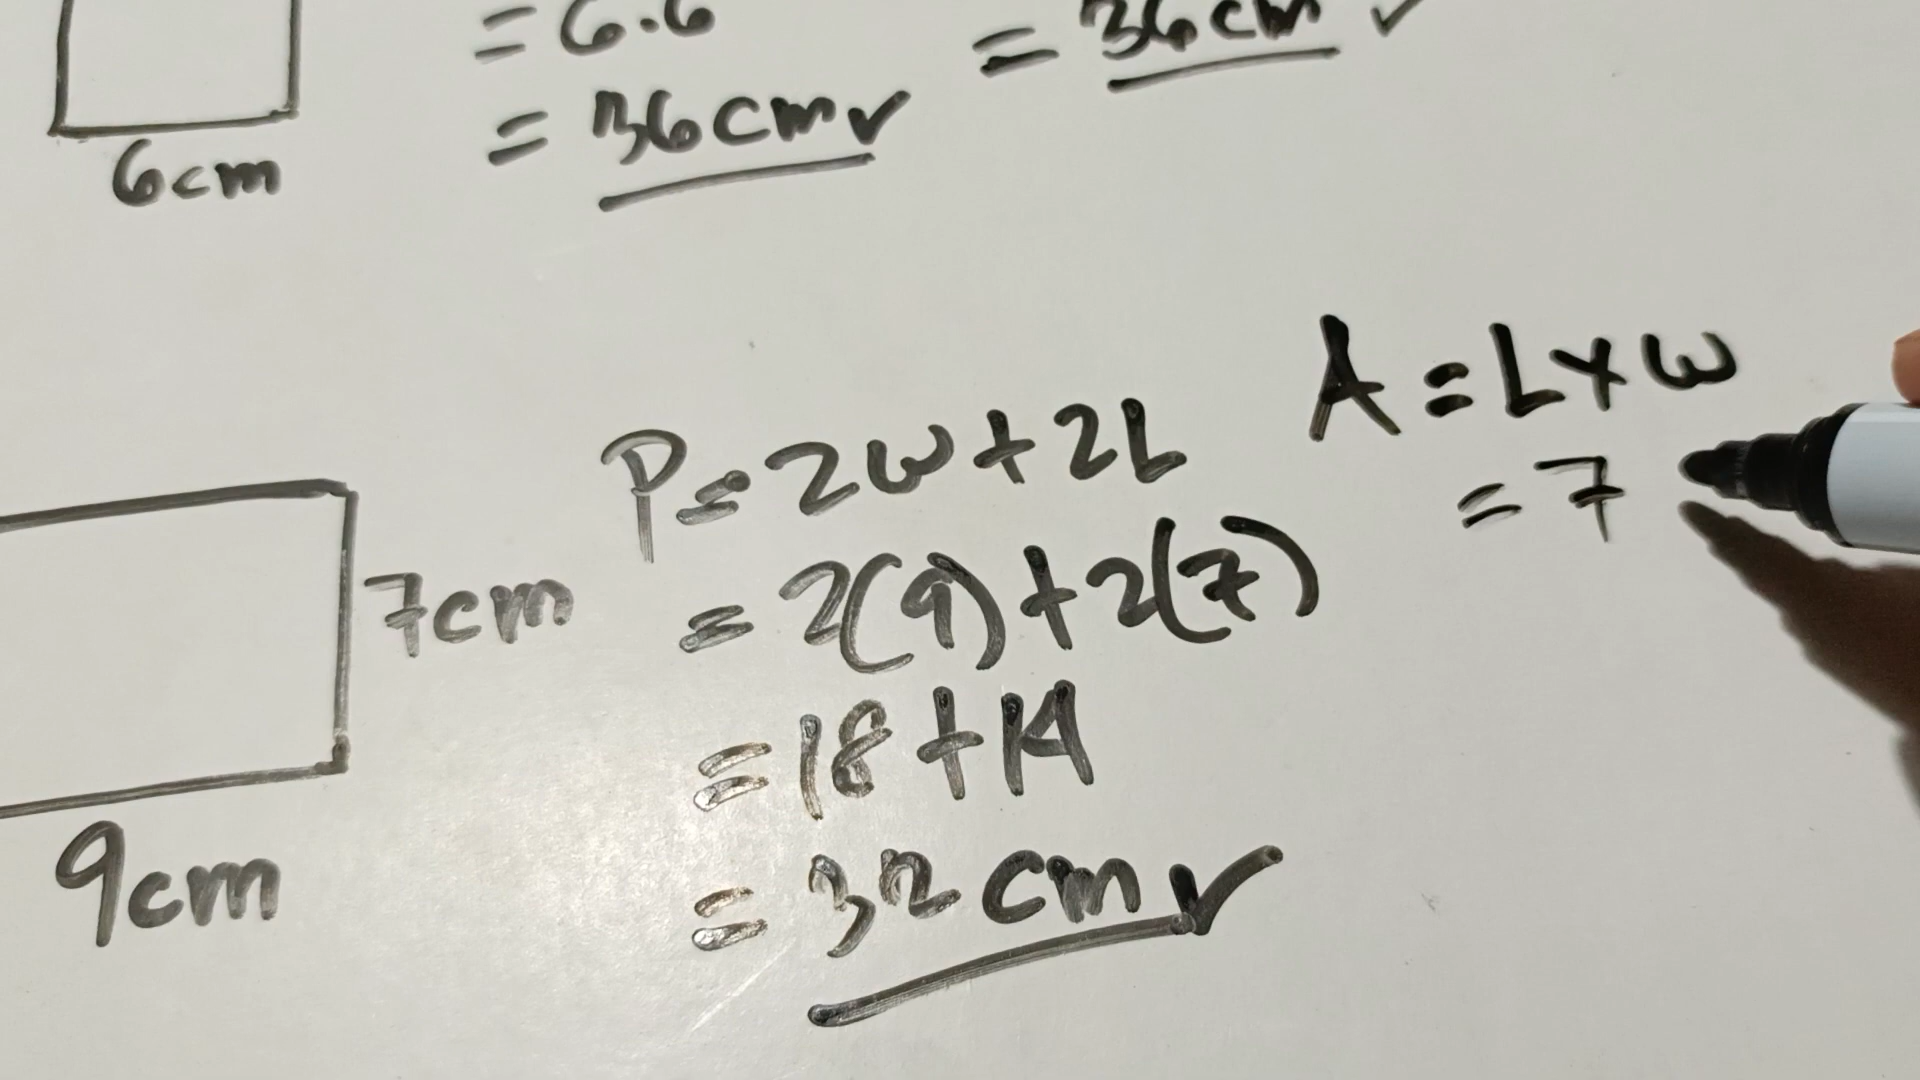 = 6.6
= 36cm ✓
= 36cm ✓
6cm
P = 2w + 2L
= 2(9) + 2(7)
= 18 + 14
= 32 cm ✓
A = L x w
= 7
7cm
9cm